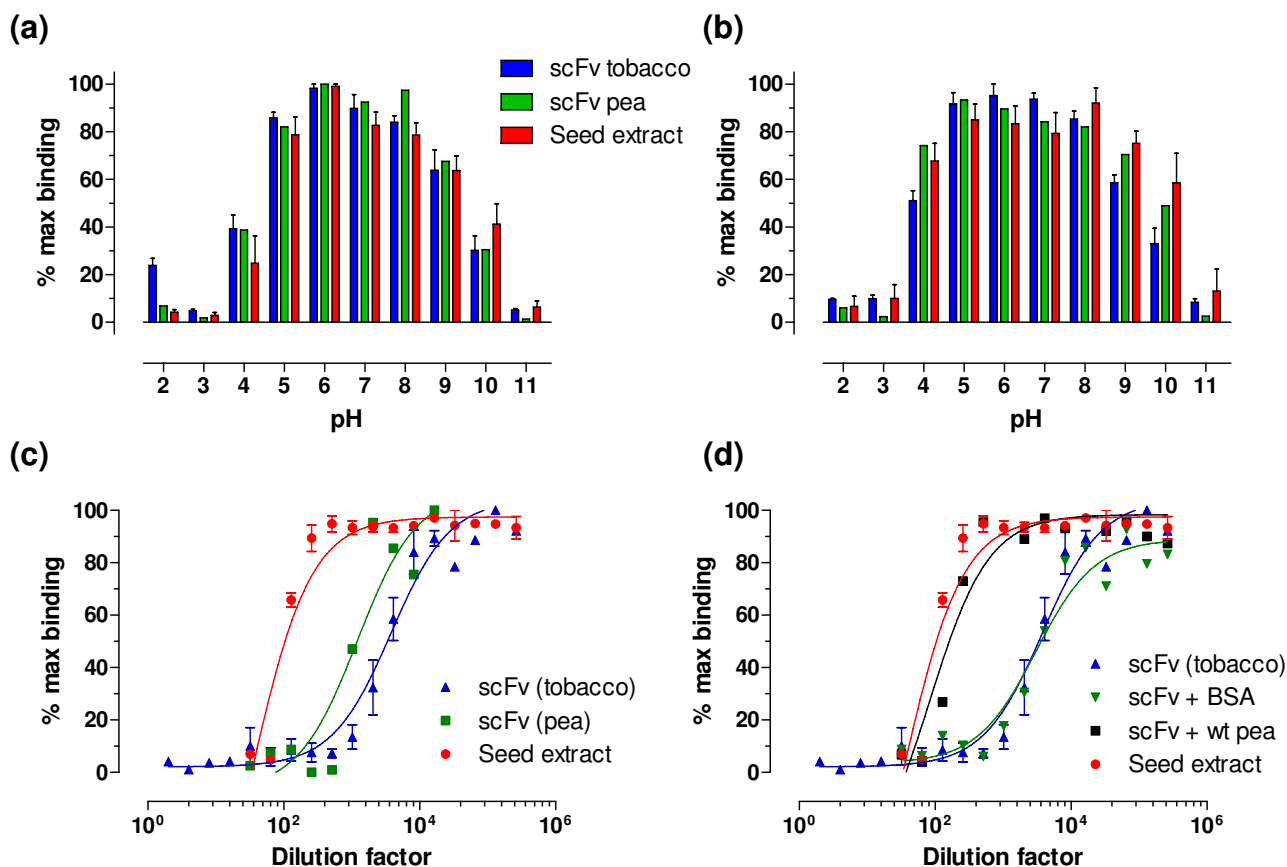 (a)
% max binding
100
80
60
40
20
0
2 3 4 5 6 7 8 9 10 11
pH
scFv tobacco
scFv pea
Seed extract
(b)
% max binding
100
80
60
40
20
0
2 3 4 5 6 7 8 9 10 11
pH
(c)
% max binding
100
80
60
40
20
0
10⁰ 10² 10⁴ 10⁶
Dilution factor
scFv (tobacco)
scFv (pea)
Seed extract
(d)
% max binding
100
80
60
40
20
0
10⁰ 10² 10⁴ 10⁶
Dilution factor
scFv (tobacco)
scFv + BSA
scFv + wt pea
Seed extract